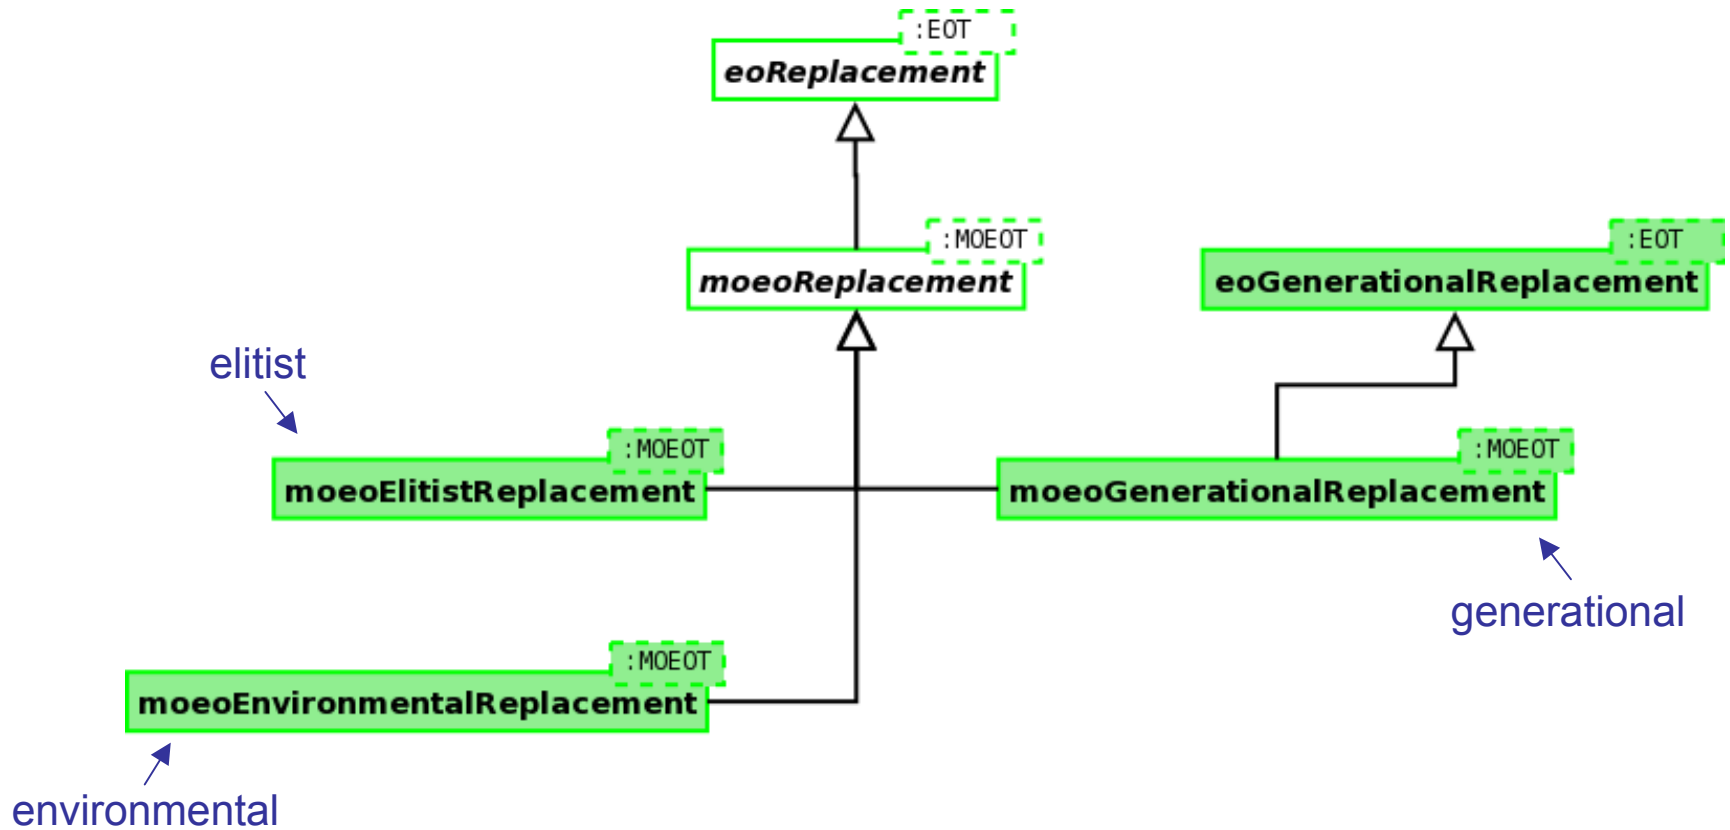 :EOT
eoReplacement
:MOEOT
moeoReplacement
:EOT
eoGenerationalReplacement
elitist
:MOEOT
moeoElitistReplacement
:MOEOT
moeoGenerationalReplacement
generational
:MOEOT
moeoEnvironmentalReplacement
environmental